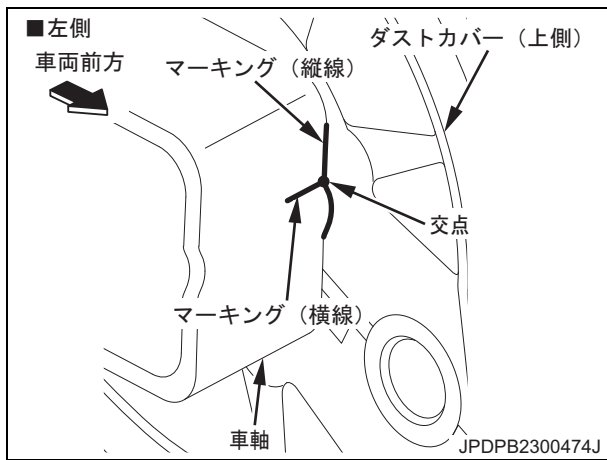 ■左側
車両前方
マーキング（縦線）
ダストカバー（上側）
交点
マーキング（横線）
車軸
JPDPB2300474J